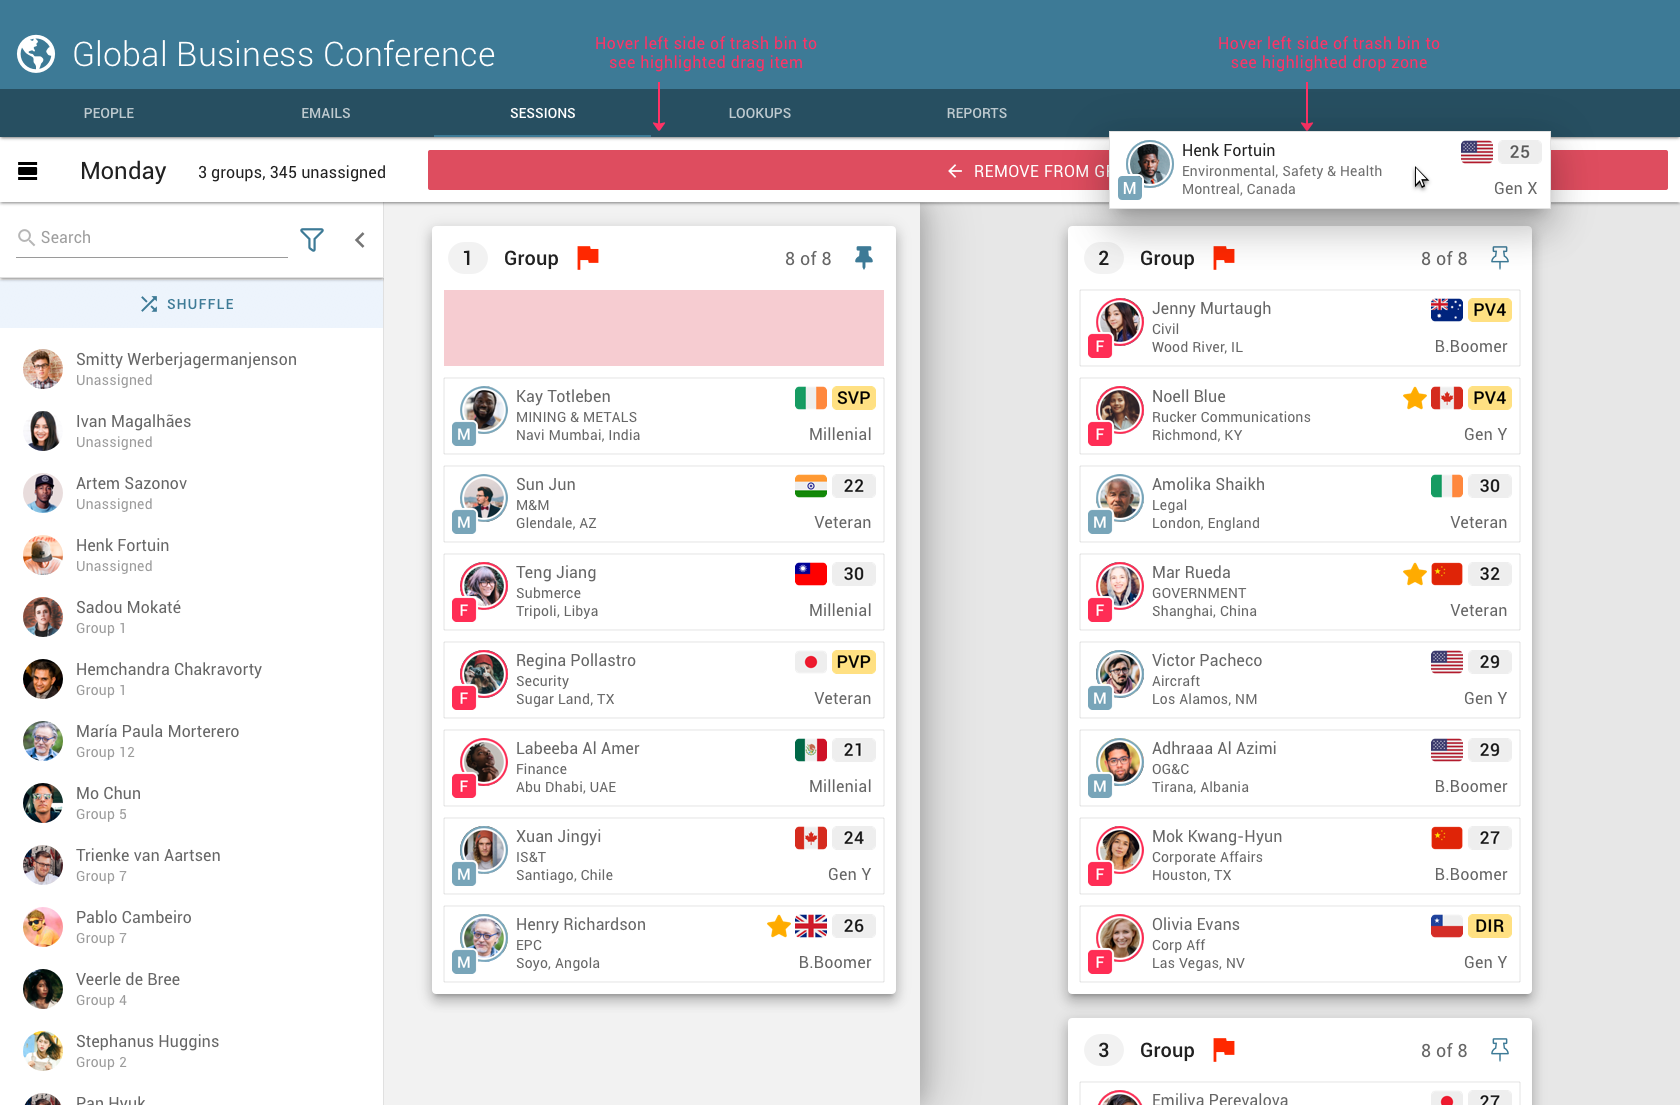 Global Business Conference
Hover left side of trash bin to
see highlighted drag item
Hover left side of trash bin to
see highlighted drop zone
PEOPLE
EMAILS
SESSIONS
LOOKUPS
REPORTS
Monday
3 groups, 345 unassigned
REMOVE FROM
Henk Fortuin
Environmental, Safety & Health
Montreal, Canada
M
25
Gen X
Search
SHUFFLE
Smitty Werberjagermanjenson
Unassigned
Ivan Magalhães
Unassigned
Artem Sazonov
Unassigned
Henk Fortuin
Unassigned
Sadou Mokaté
Group 1
Hemchandra Chakravorty
Group 1
María Paula Morterero
Group 12
Mo Chun
Group 5
Trienke van Aartsen
Group 7
Pablo Cambeiro
Group 7
Veerle de Bree
Group 4
Stephanus Huggins
Group 2
Pan Hyuk
1 Group 8 of 8
Kay Totleben
MINING & METALS
Navi Mumbai, India
M
SVP
Millenial
Sun Jun
M&M
Glendale, AZ
M
22
Veteran
Teng Jiang
Submerce
Tripoli, Libya
F
30
Millenial
Regina Pollastro
Security
Sugar Land, TX
F
PVP
Veteran
Labeeba Al Amer
Finance
Abu Dhabi, UAE
F
21
Millenial
Xuan Jingyi
IS&T
Santiago, Chile
M
24
Gen Y
Henry Richardson
EPC
Soyo, Angola
M
26
B.Boomer
2 Group 8 of 8
Jenny Murtaugh
Civil
Wood River, IL
F
PV4
B.Boomer
Noell Blue
Rucker Communications
Richmond, KY
F
PV4
Gen Y
Amolika Shaikh
Legal
London, England
M
30
Veteran
Mar Rueda
GOVERNMENT
Shanghai, China
F
32
Veteran
Victor Pacheco
Aircraft
Los Alamos, NM
M
29
Gen Y
Adhraaa Al Azimi
OG&C
Tirana, Albania
M
29
B.Boomer
Mok Kwang-Hyun
Corporate Affairs
Houston, TX
F
27
B.Boomer
Olivia Evans
Corp Aff
Las Vegas, NV
F
DIR
Gen Y
3 Group 8 of 8
Emiliya Perevalova
27